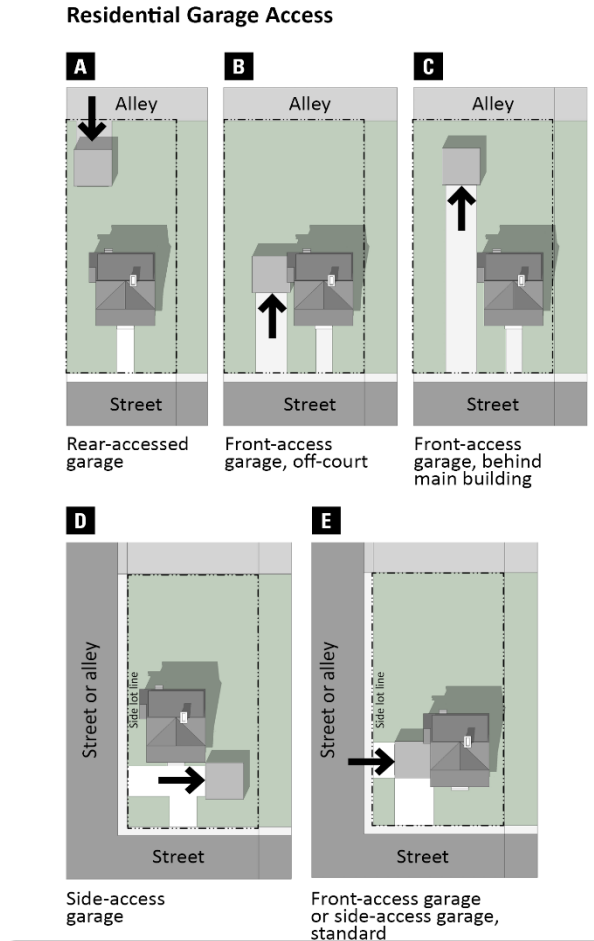 Residential Garage Access
A
B
C
Alley
Alley
Alley
Street
Street
Street
Rear-accessed
garage
Front-access
garage, off-court
Front-access
garage, behind
main building
D
E
Street or alley
Side lot line
Street
Street or alley
Side lot line
Street
Side-access
garage
Front-access garage
or side-access garage,
standard